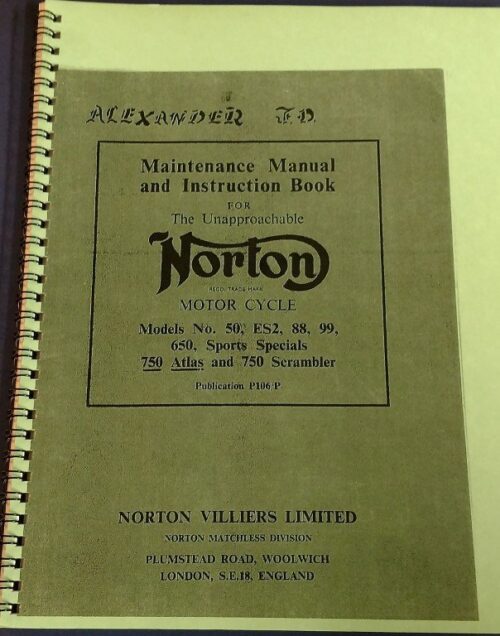 ALEXANDER F.D.
Maintenance Manual
and Instruction Book
FOR
The Unapproachable
Norton
REGD. TRADE MARK
MOTOR CYCLE
Models No. 50, ES2, 88, 99,
650, Sports Specials
750 Atlas and 750 Scrambler
Publication P106/P
NORTON VILLIERS LIMITED
NORTON MATCHLESS DIVISION
PLUMSTEAD ROAD, WOOLWICH
LONDON, S.E.18, ENGLAND